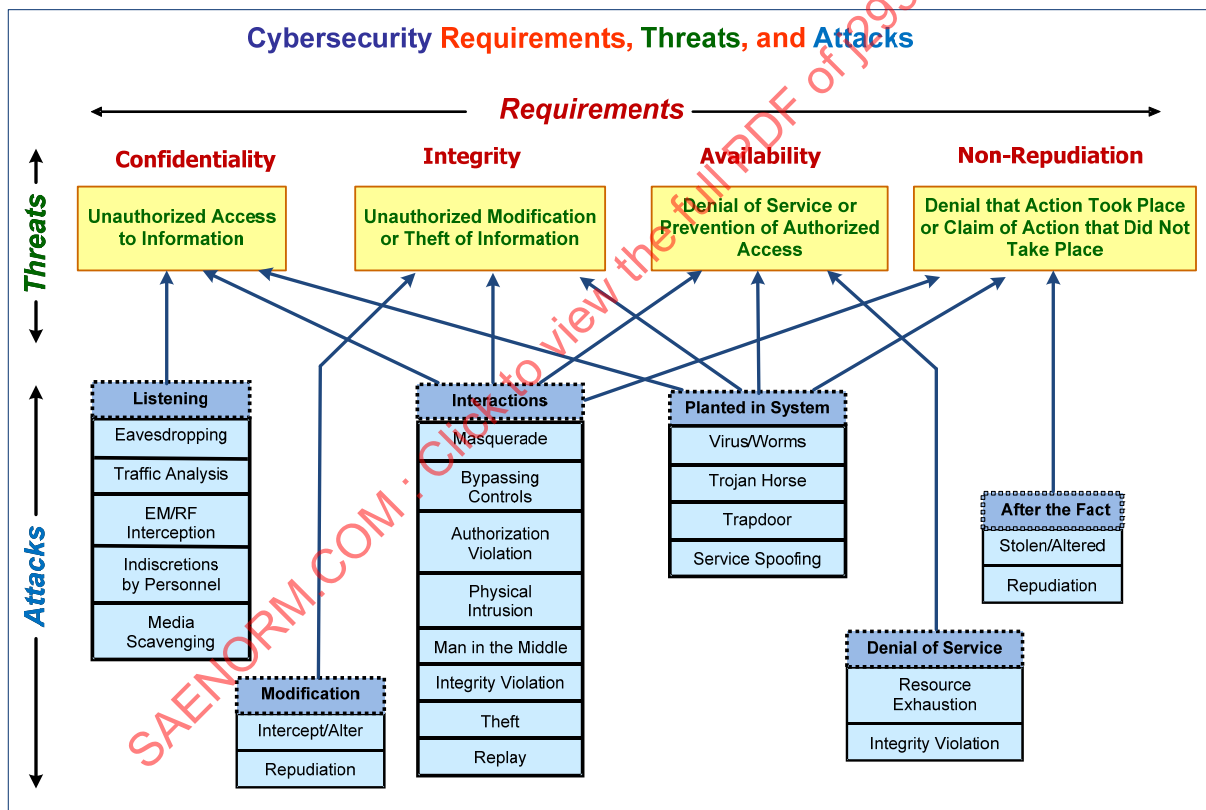 Cybersecurity Requirements, Threats, and Attacks
Requirements
Threats
Attacks
Confidentiality
Integrity
Availability
Non-Repudiation
Unauthorized Access
to Information
Unauthorized Modification
or Theft of Information
Denial of Service or
Prevention of Authorized
Access
Denial that Action Took Place
or Claim of Action that Did Not
Take Place
Listening
Eavesdropping
Traffic Analysis
EM/RF
Interception
Indiscretions
by Personnel
Media
Scavenging
Modification
Intercept/Alter
Repudiation
Interactions
Masquerade
Bypassing
Controls
Authorization
Violation
Physical
Intrusion
Man in the Middle
Integrity Violation
Theft
Replay
Planted in System
Virus/Worms
Trojan Horse
Trapdoor
Service Spoofing
Denial of Service
Resource
Exhaustion
Integrity Violation
After the Fact
Stolen/Altered
Repudiation
SAENORM.COM : Click to view the full PDF of j293